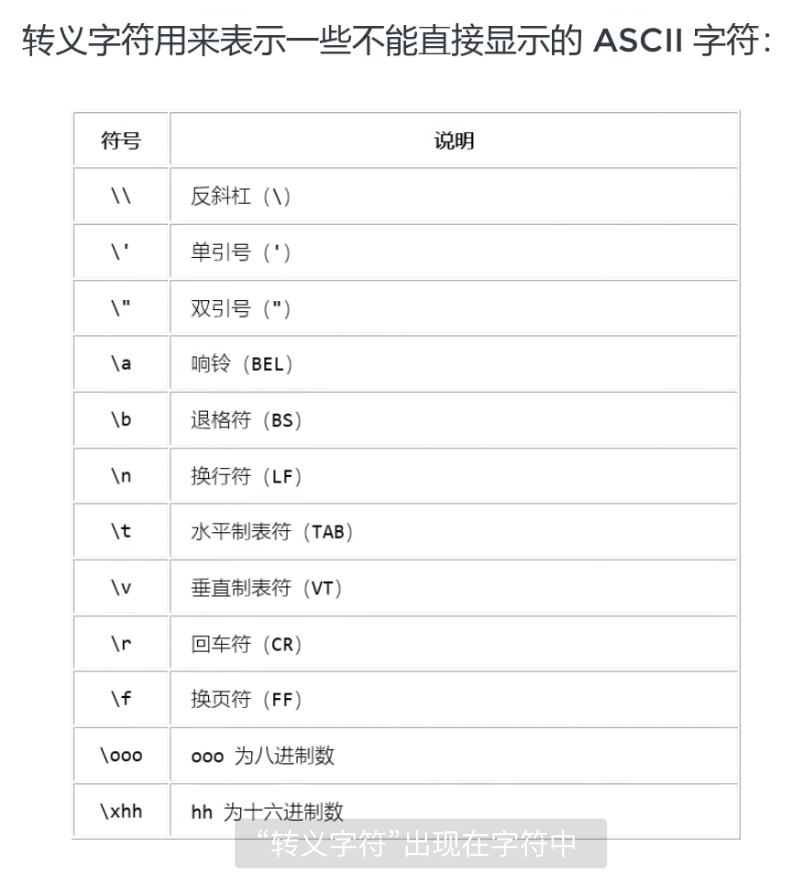 转义字符用来表示一些不能直接显示的 ASCII 字符：
符号 说明
\\ 反斜杠（\）
\' 单引号（'）
\" 双引号（"）
\a 响铃（BEL）
\b 退格符（BS）
\n 换行符（LF）
\t 水平制表符（TAB）
\v 垂直制表符（VT）
\r 回车符（CR）
\f 换页符（FF）
\ooo ooo 为八进制数
\xhh hh 为十六进制数
“转义字符”出现在字符中